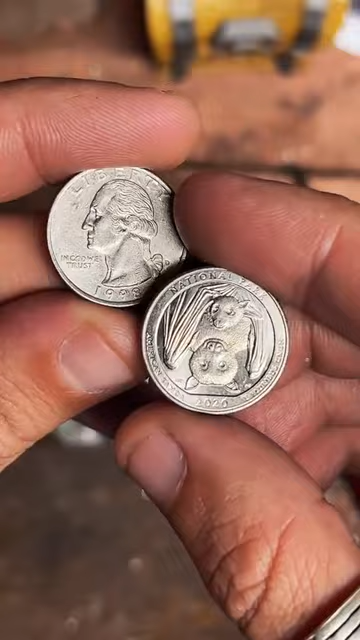 LIBERTY
IN GOD WE
TRUST
1998
NATIONAL PARK
2020